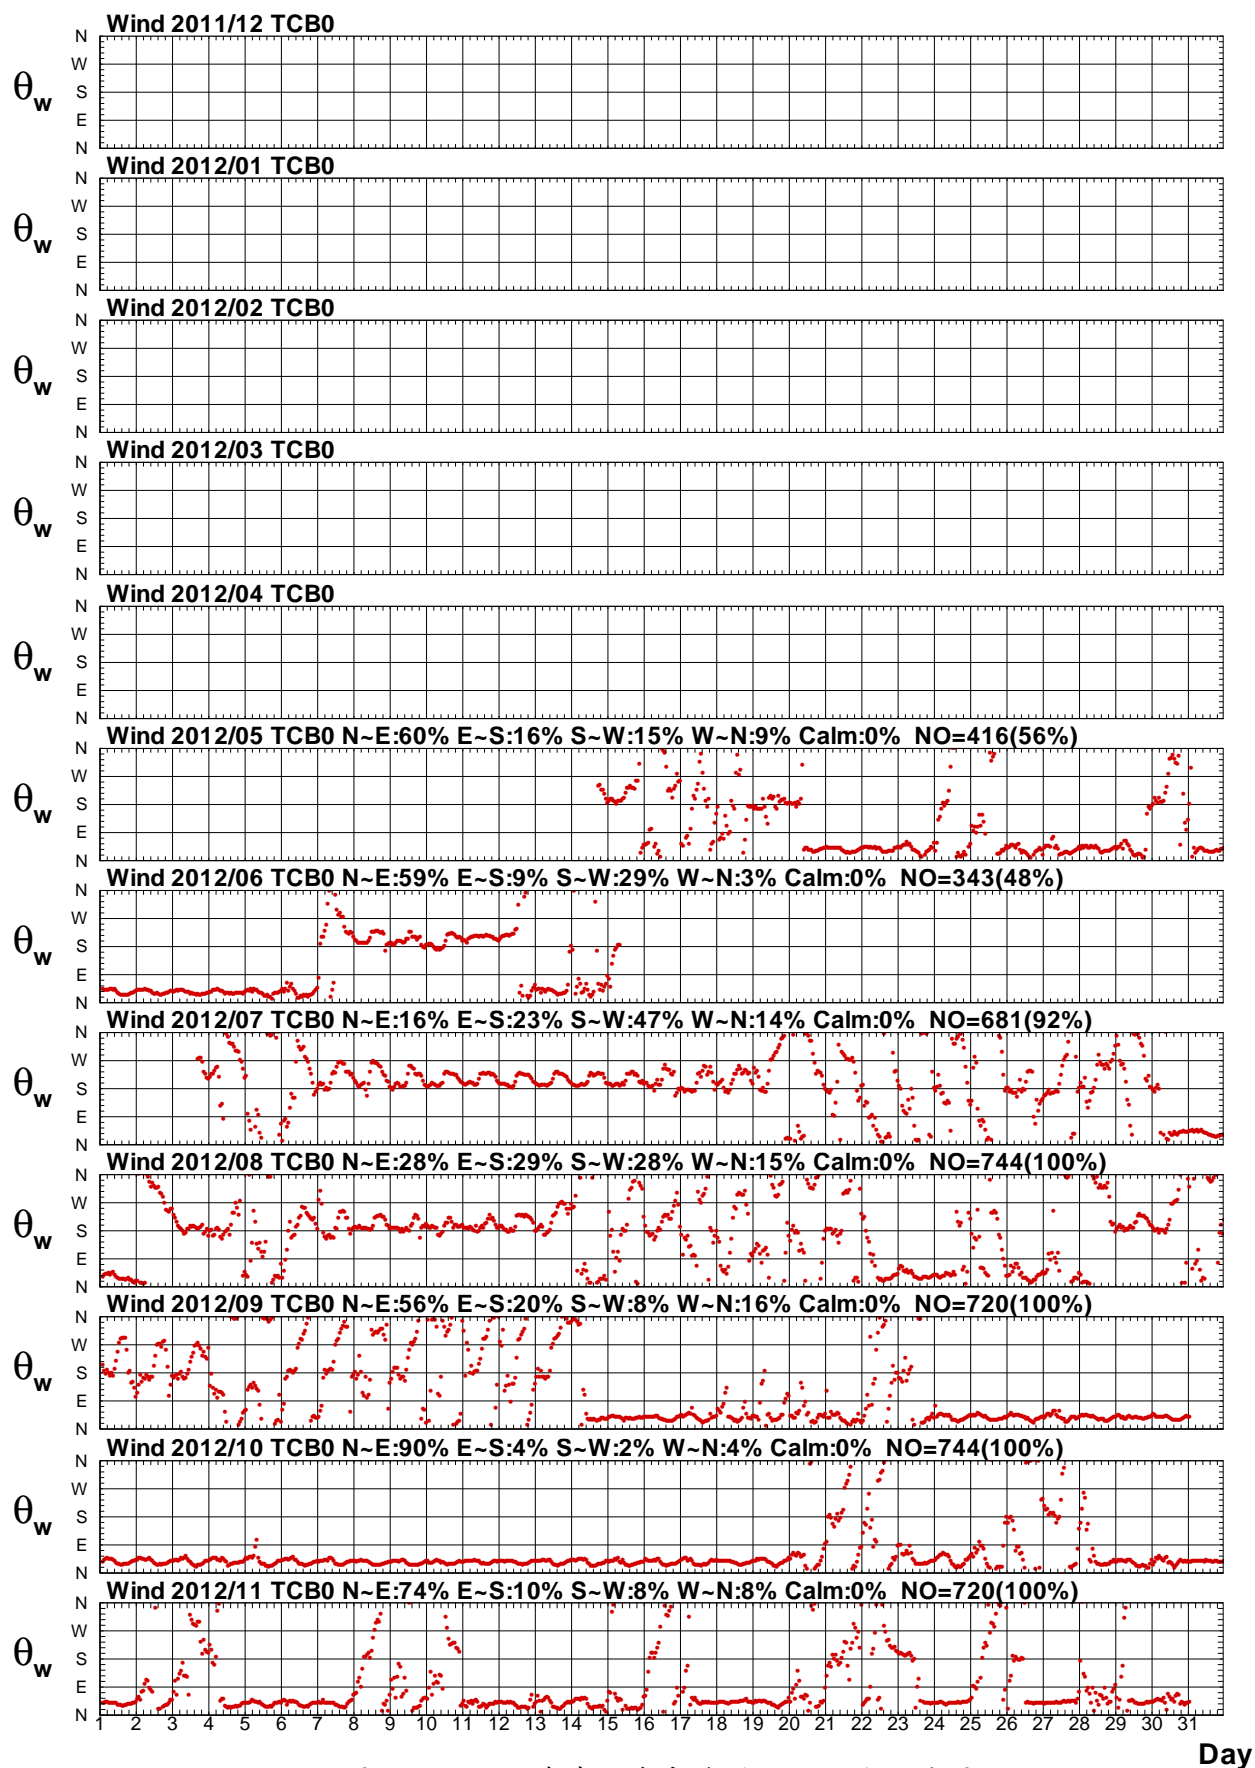 Wind 2011/12 TCB0
N
W
θw S
E
N
Wind 2012/01 TCB0
N
W
θw S
E
N
Wind 2012/02 TCB0
N
W
θw S
E
N
Wind 2012/03 TCB0
N
W
θw S
E
N
Wind 2012/04 TCB0
N
W
θw S
E
N
Wind 2012/05 TCB0 N~E:60% E~S:16% S~W:15% W~N:9% Calm:0% NO=416(56%)
N
W
θw S
E
N
Wind 2012/06 TCB0 N~E:59% E~S:9% S~W:29% W~N:3% Calm:0% NO=343(48%)
N
W
θw S
E
N
Wind 2012/07 TCB0 N~E:16% E~S:23% S~W:47% W~N:14% Calm:0% NO=681(92%)
N
W
θw S
E
N
Wind 2012/08 TCB0 N~E:28% E~S:29% S~W:28% W~N:15% Calm:0% NO=744(100%)
N
W
θw S
E
N
Wind 2012/09 TCB0 N~E:56% E~S:20% S~W:8% W~N:16% Calm:0% NO=720(100%)
N
W
θw S
E
N
Wind 2012/10 TCB0 N~E:90% E~S:4% S~W:2% W~N:4% Calm:0% NO=744(100%)
N
W
θw S
E
N
Wind 2012/11 TCB0 N~E:74% E~S:10% S~W:8% W~N:8% Calm:0% NO=720(100%)
N
W
θw S
E
N
1 2 3 4 5 6 7 8 9 10 11 12 13 14 15 16 17 18 19 20 21 22 23 24 25 26 27 28 29 30 31
Day